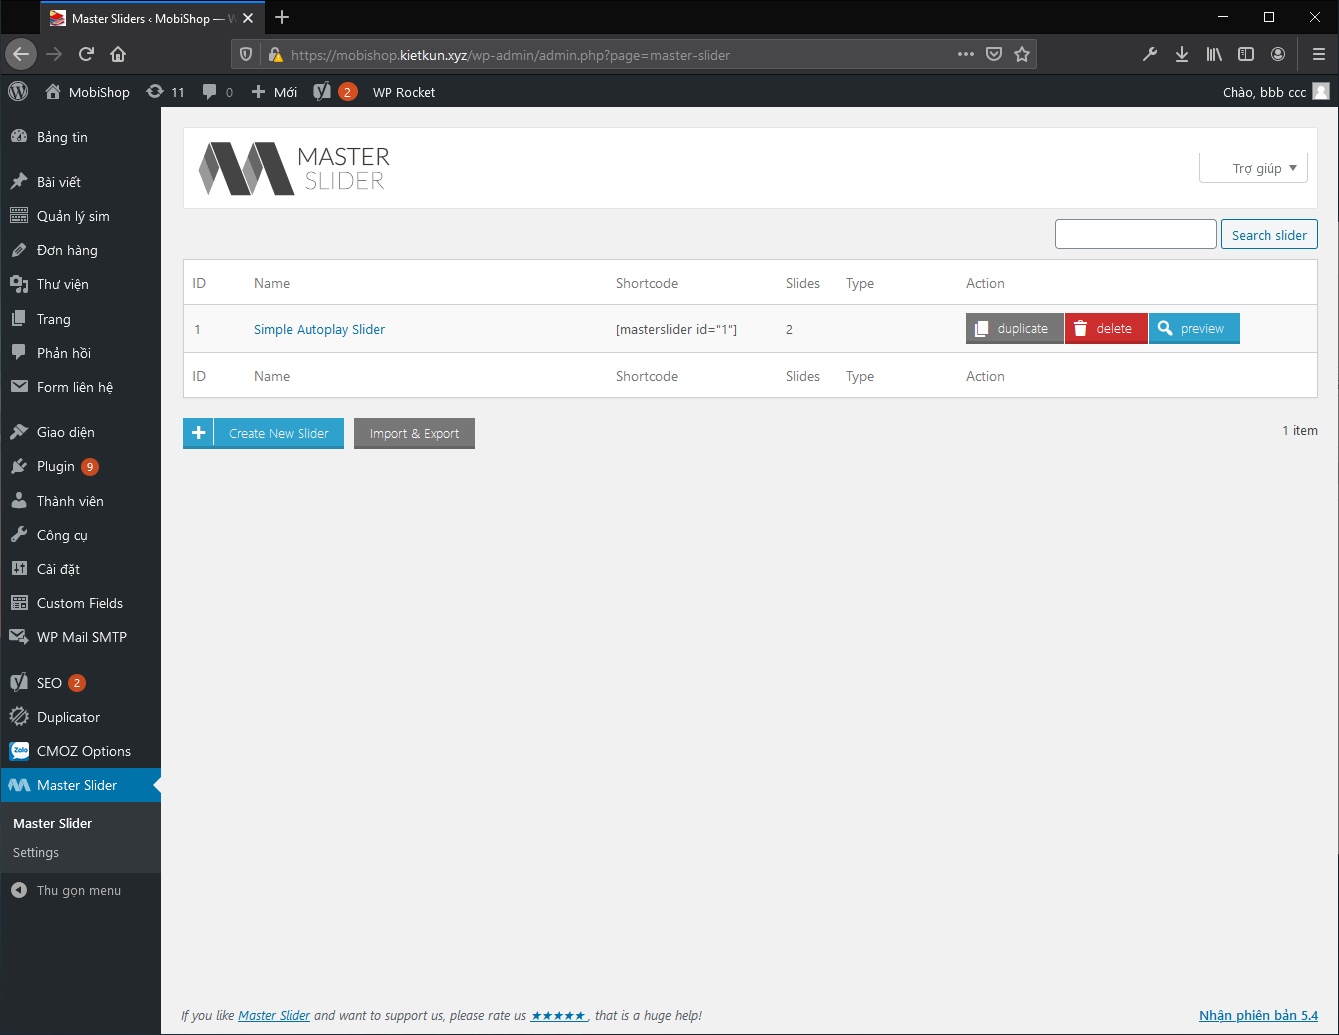 Master Sliders ‹ MobiShop — W
https://mobishop.kietkun.xyz/wp-admin/admin.php?page=master-slider
MobiShop 11 0 Mới 2 WP Rocket Chào, bbb ccc
Bảng tin
Bài viết
Quản lý sim
Đơn hàng
Thư viện
Trang
Phản hồi
Form liên hệ
Giao diện
Plugin 9
Thành viên
Công cụ
Cài đặt
Custom Fields
WP Mail SMTP
SEO 2
Duplicator
Zalo CMOZ Options
Master Slider
Master Slider
Settings
Thu gọn menu
MASTER
SLIDER
Trợ giúp
Search slider
ID Name Shortcode Slides Type Action
1 Simple Autoplay Slider [masterslider id="1"] 2 duplicate delete preview
ID Name Shortcode Slides Type Action
Create New Slider Import & Export 1 item
If you like Master Slider and want to support us, please rate us ★★★★★ , that is a huge help! Nhận phiên bản 5.4